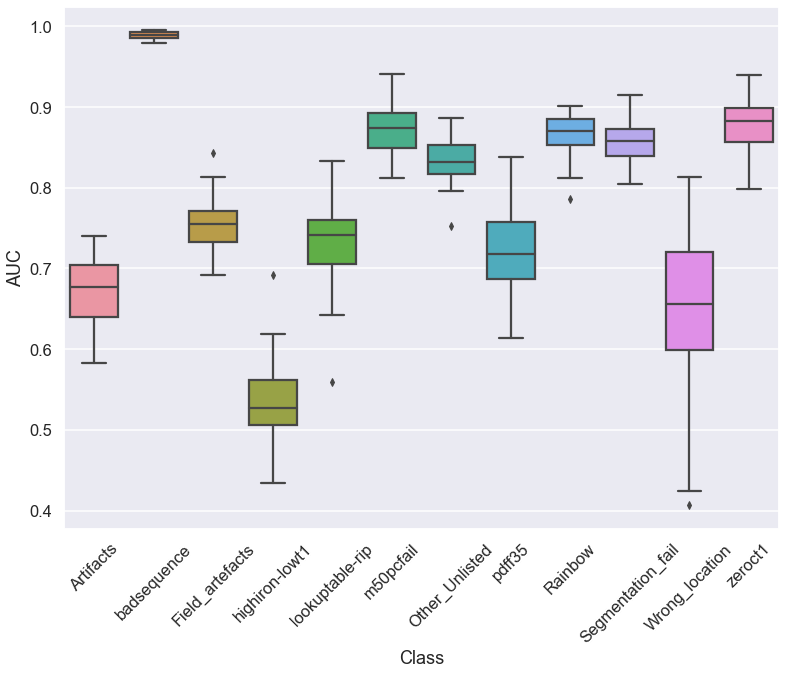 1.0
0.9
0.8
0.7
0.6
0.5
0.4
AUC
Artifacts
badsequence
Field_artefacts
highiron-lowt1
lookuptable-rip
m50pcfail
Other_Unlisted
pdff35
Rainbow
Segmentation_fail
Wrong_location
zeroct1
Class